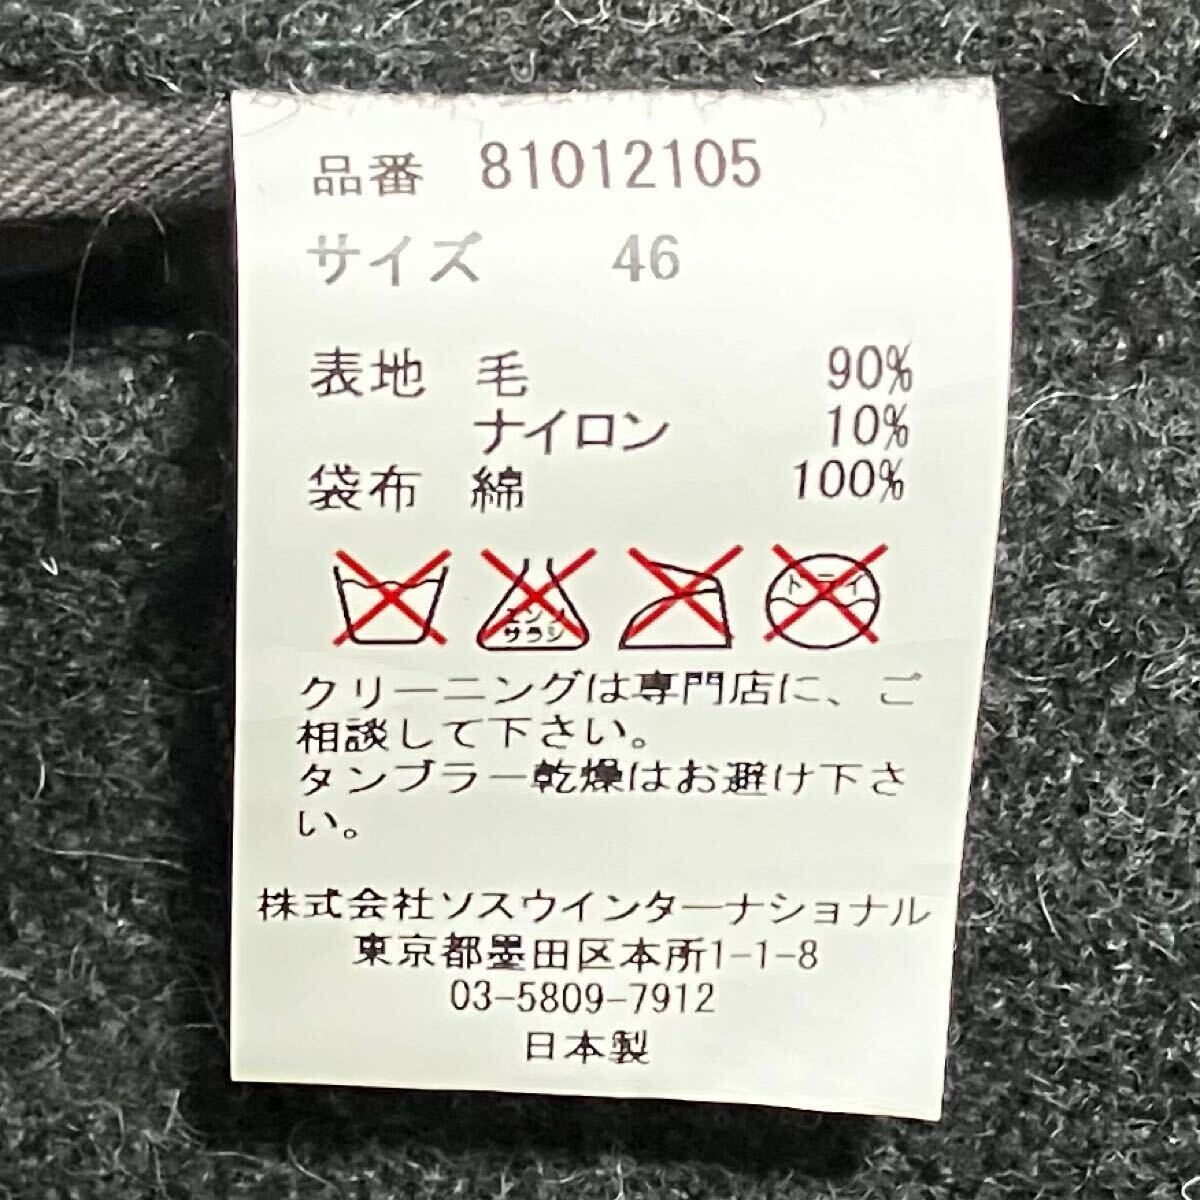 品番 81012105
サイズ 46
表地 毛 90%
ナイロン 10%
袋布 綿 100%
エンソ
サラシ
ドライ
クリーニングは専門店に、ご
相談して下さい。
タンブラー乾燥はお避け下さ
い。
株式会社ソスウインターナショナル
東京都墨田区本所1-1-8
03-5809-7912
日本製